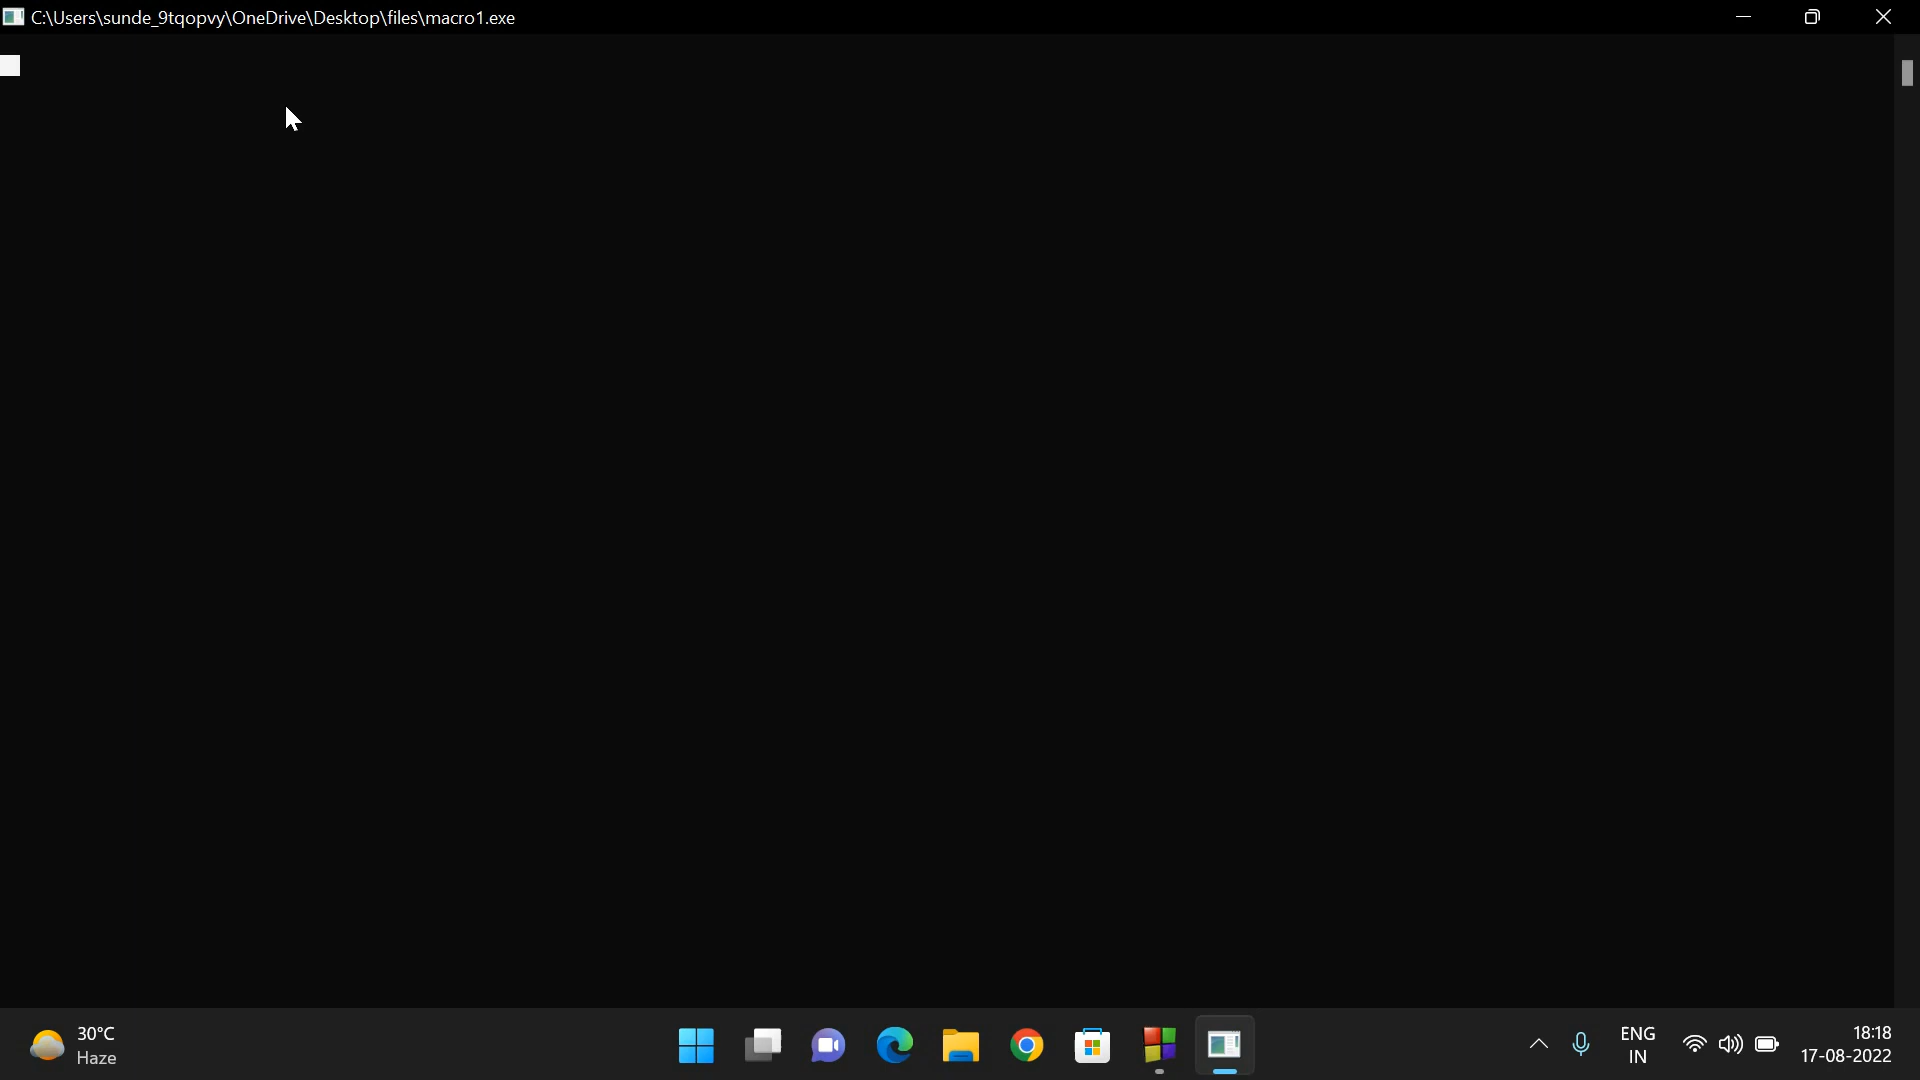 C:\Users\sunde_9tqopvy\OneDrive\Desktop\files\macro1.exe
30°C
Haze
ENG
IN
18:18
17-08-2022